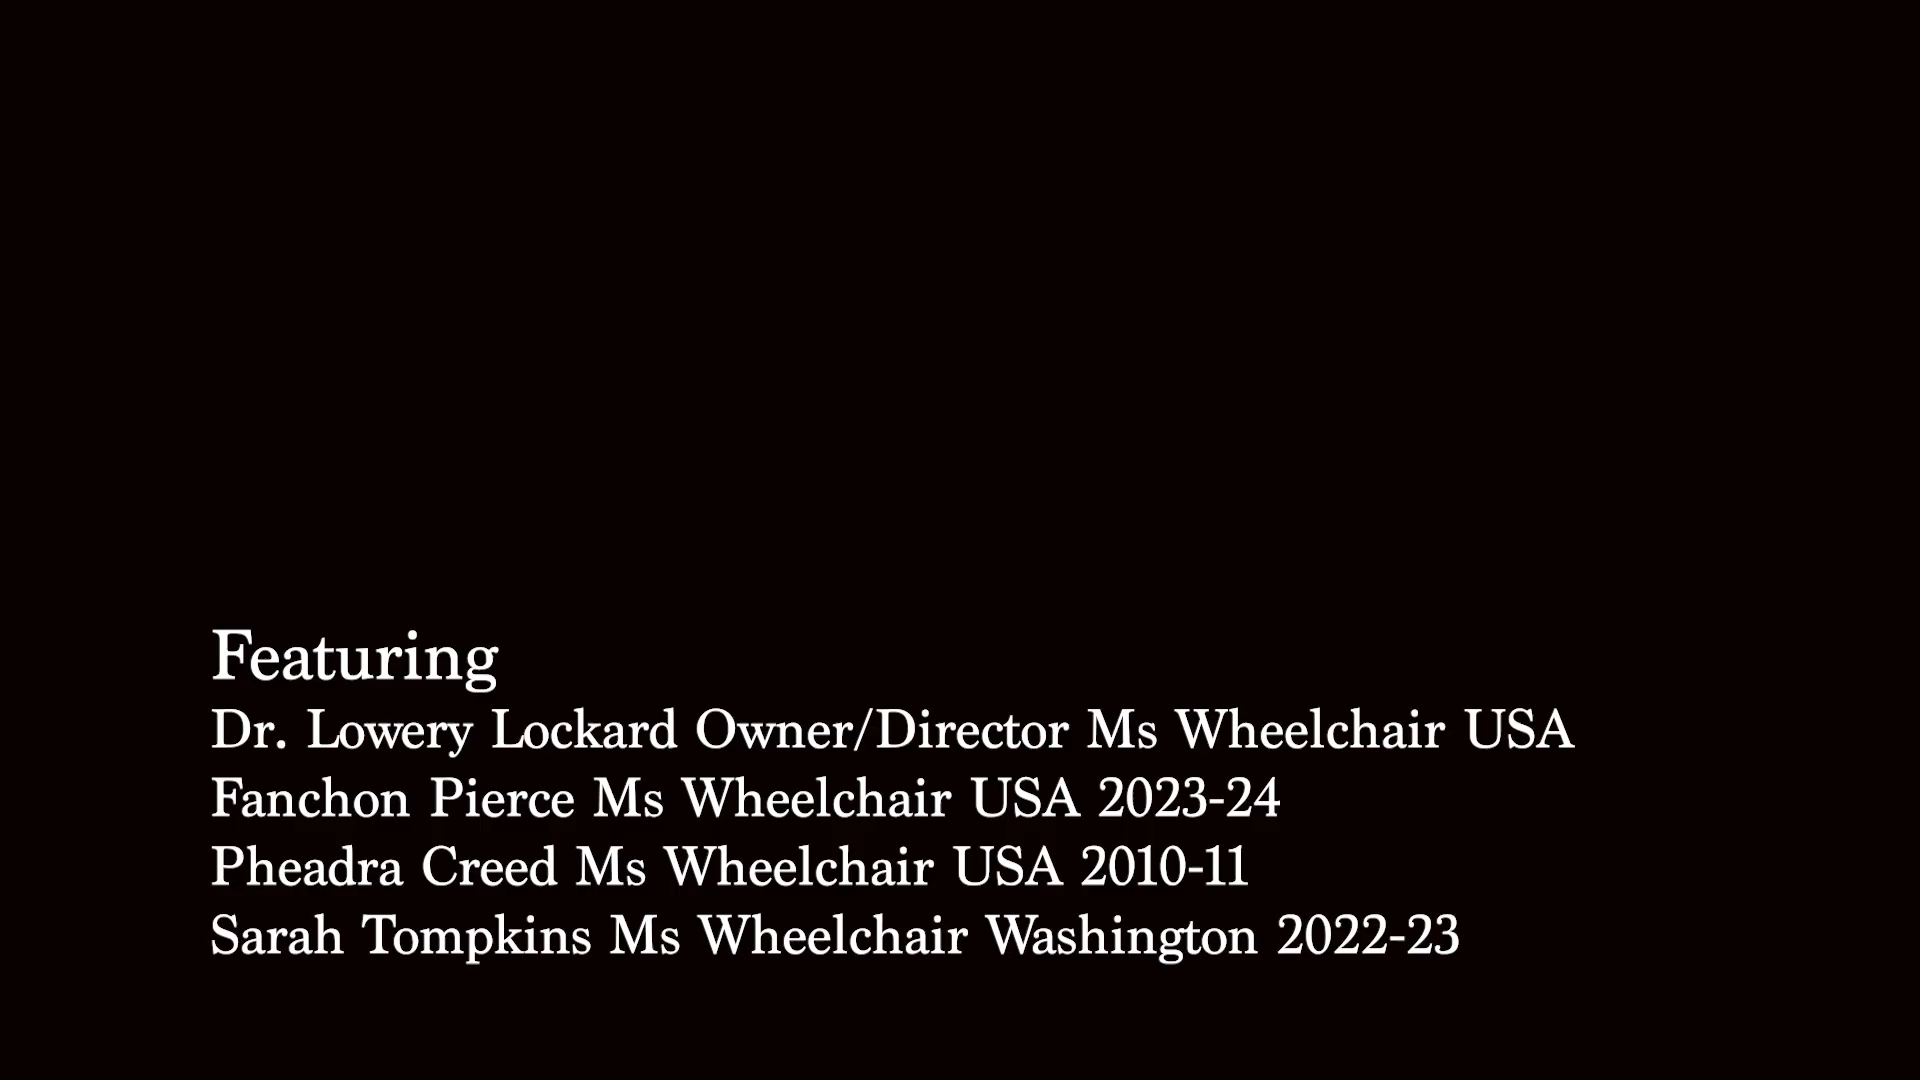 Featuring
Dr. Lowery Lockard Owner/Director Ms Wheelchair USA
Fanchon Pierce Ms Wheelchair USA 2023-24
Pheadra Creed Ms Wheelchair USA 2010-11
Sarah Tompkins Ms Wheelchair Washington 2022-23